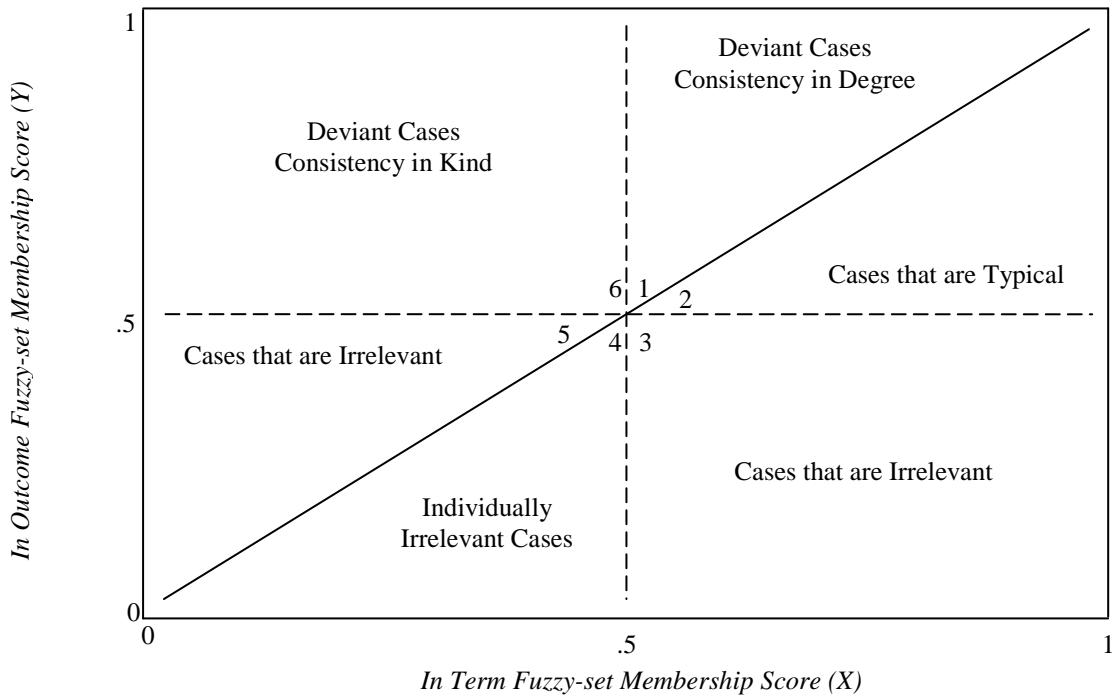 1
Deviant Cases
Consistency in Degree
Deviant Cases
Consistency in Kind
In Outcome Fuzzy-set Membership Score (Y)
Cases that are Typical
6 1
2
.5
5
4 3
Cases that are Irrelevant
Cases that are Irrelevant
Individually
Irrelevant Cases
0
0
.5
1
In Term Fuzzy-set Membership Score (X)